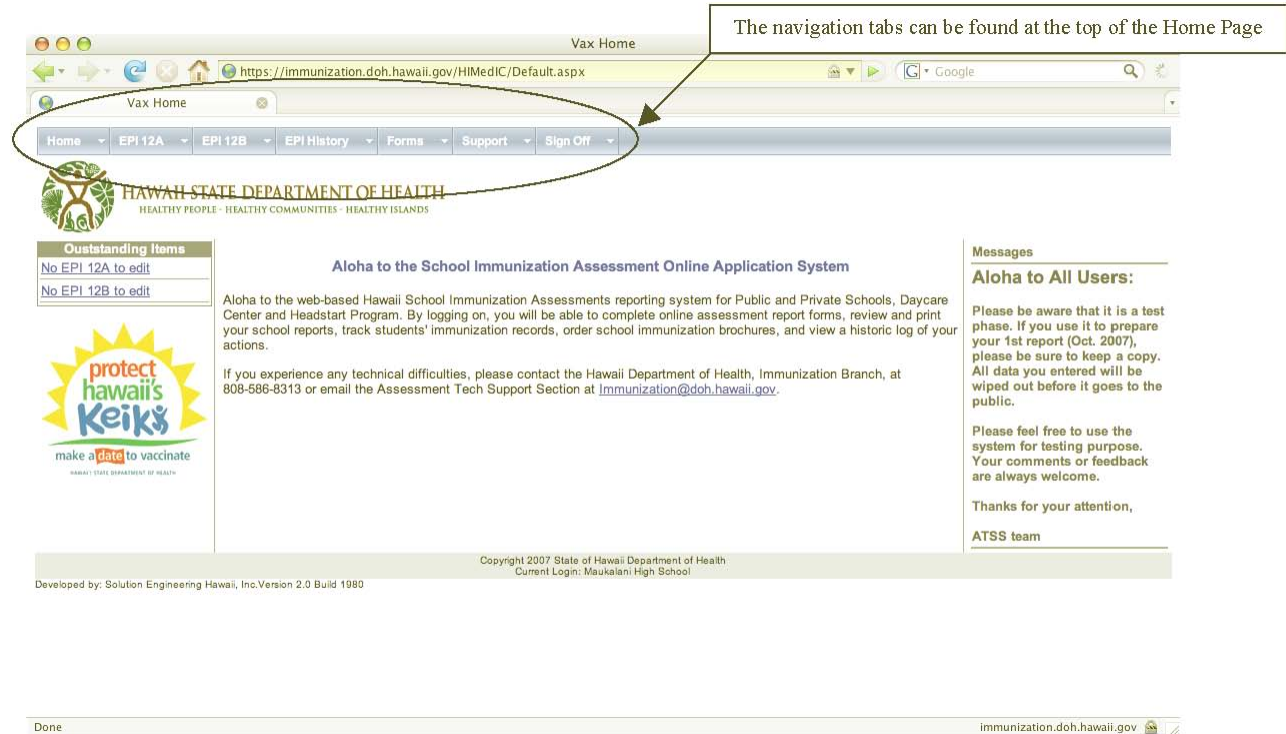 The navigation tabs can be found at the top of the Home Page
Vax Home
https://immunization.doh.hawaii.gov/HIMedIC/Default.aspx
G Google
Vax Home
Home EPI 12A EPI 12B EPI History Forms Support Sign Off
HAWAII STATE DEPARTMENT OF HEALTH
HEALTHY PEOPLE - HEALTHY COMMUNITIES - HEALTHY ISLANDS
Ouststanding Items
No EPI 12A to edit
No EPI 12B to edit
protect
hawaii's
Keiki
make a date to vaccinate
HAWAII STATE DEPARTMENT OF HEALTH
Aloha to the School Immunization Assessment Online Application System
Aloha to the web-based Hawaii School Immunization Assessments reporting system for Public and Private Schools, Daycare
Center and Headstart Program. By logging on, you will be able to complete online assessment report forms, review and print
your school reports, track students' immunization records, order school immunization brochures, and view a historic log of your
actions.
If you experience any technical difficulties, please contact the Hawaii Department of Health, Immunization Branch, at
808-586-8313 or email the Assessment Tech Support Section at Immunization@doh.hawaii.gov.
Messages
Aloha to All Users:
Please be aware that it is a test
phase. If you use it to prepare
your 1st report (Oct. 2007),
please be sure to keep a copy.
All data you entered will be
wiped out before it goes to the
public.
Please feel free to use the
system for testing purpose.
Your comments or feedback
are always welcome.
Thanks for your attention,
ATSS team
Copyright 2007 State of Hawaii Department of Health
Current Login: Maukalani High School
Developed by: Solution Engineering Hawaii, Inc.Version 2.0 Build 1980
Done
immunization.doh.hawaii.gov